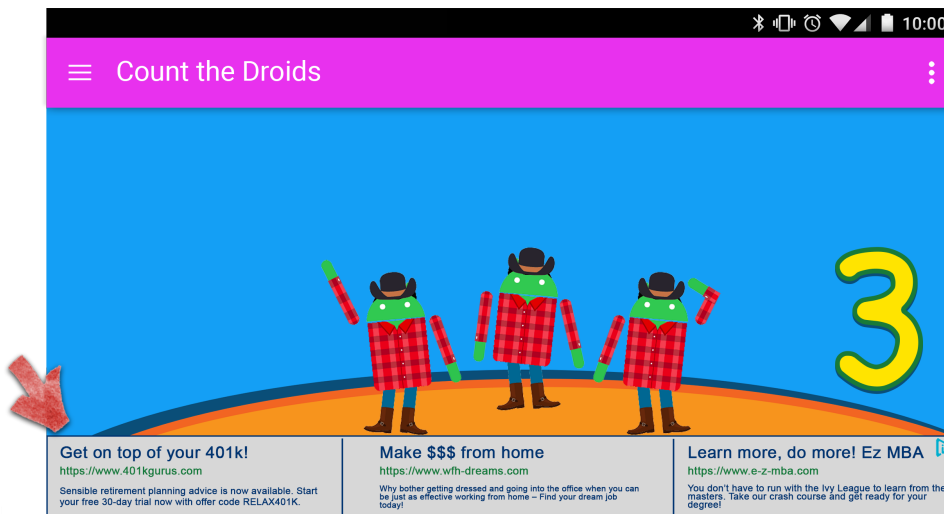 10:00
Count the Droids
3
Get on top of your 401k!
https://www.401kgurus.com
Sensible retirement planning advice is now available. Start
your free 30-day trial now with offer code RELAX401K.
Make $$$ from home
https://www.wfh-dreams.com
Why bother getting dressed and going into the office when you can
be just as effective working from home – Find your dream job
today!
Learn more, do more! Ez MBA
https://www.e-z-mba.com
You don't have to run with the Ivy League to learn from the
masters. Take our crash course and get ready for your
degree!